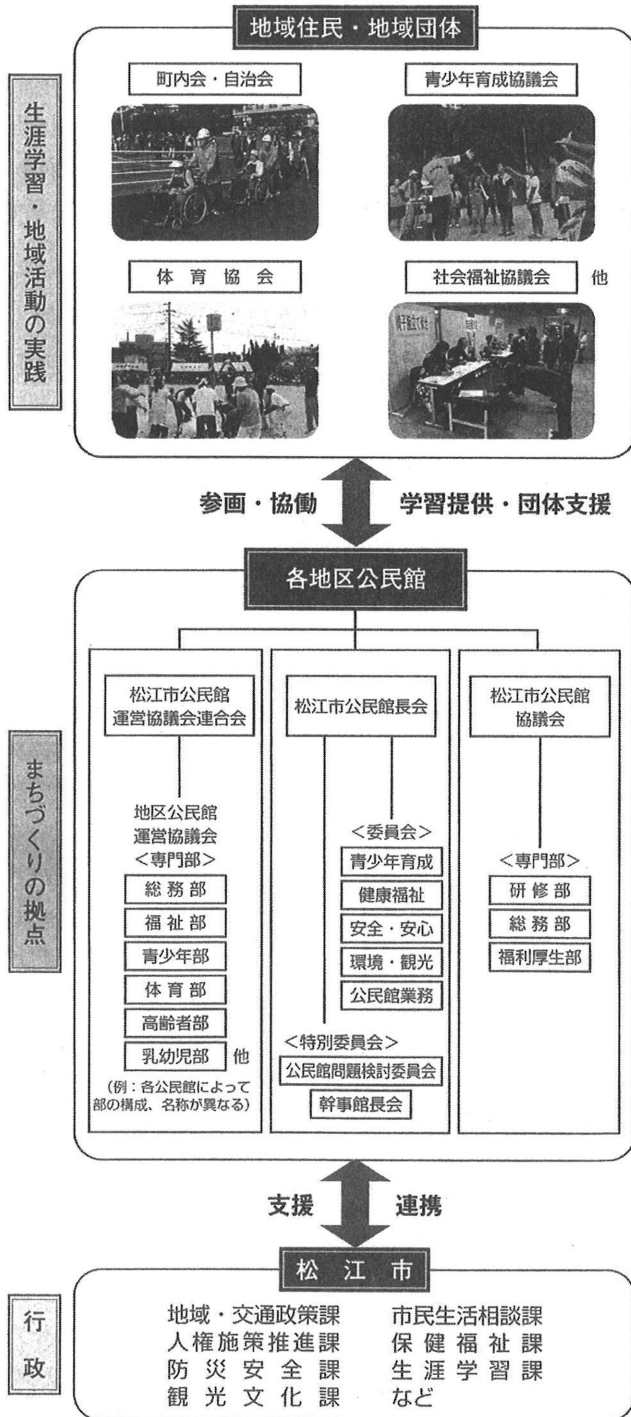 地域住民・地域団体
生涯学習・地域活動の実践
町内会・自治会
青少年育成協議会
体育協会
社会福祉協議会 他
参画・協働
学習提供・団体支援
各地区公民館
まちづくりの拠点
松江市公民館
運営協議会連合会
地区公民館
運営協議会
<専門部>
総務部
福祉部
青少年部
体育部
高齢者部
乳幼児部 他
(例:各公民館によって
部の構成、名称が異なる)
松江市公民館長会
<委員会>
青少年育成
健康福祉
安全・安心
環境・観光
公民館業務
<特別委員会>
公民館問題検討委員会
幹事館長会
松江市公民館
協議会
<専門部>
研修部
総務部
福利厚生部
支援
連携
松江市
行政
地域・交通政策課
人権施策推進課
防災安全課
観光文化課
市民生活相談課
保健福祉課
生涯学習課
など